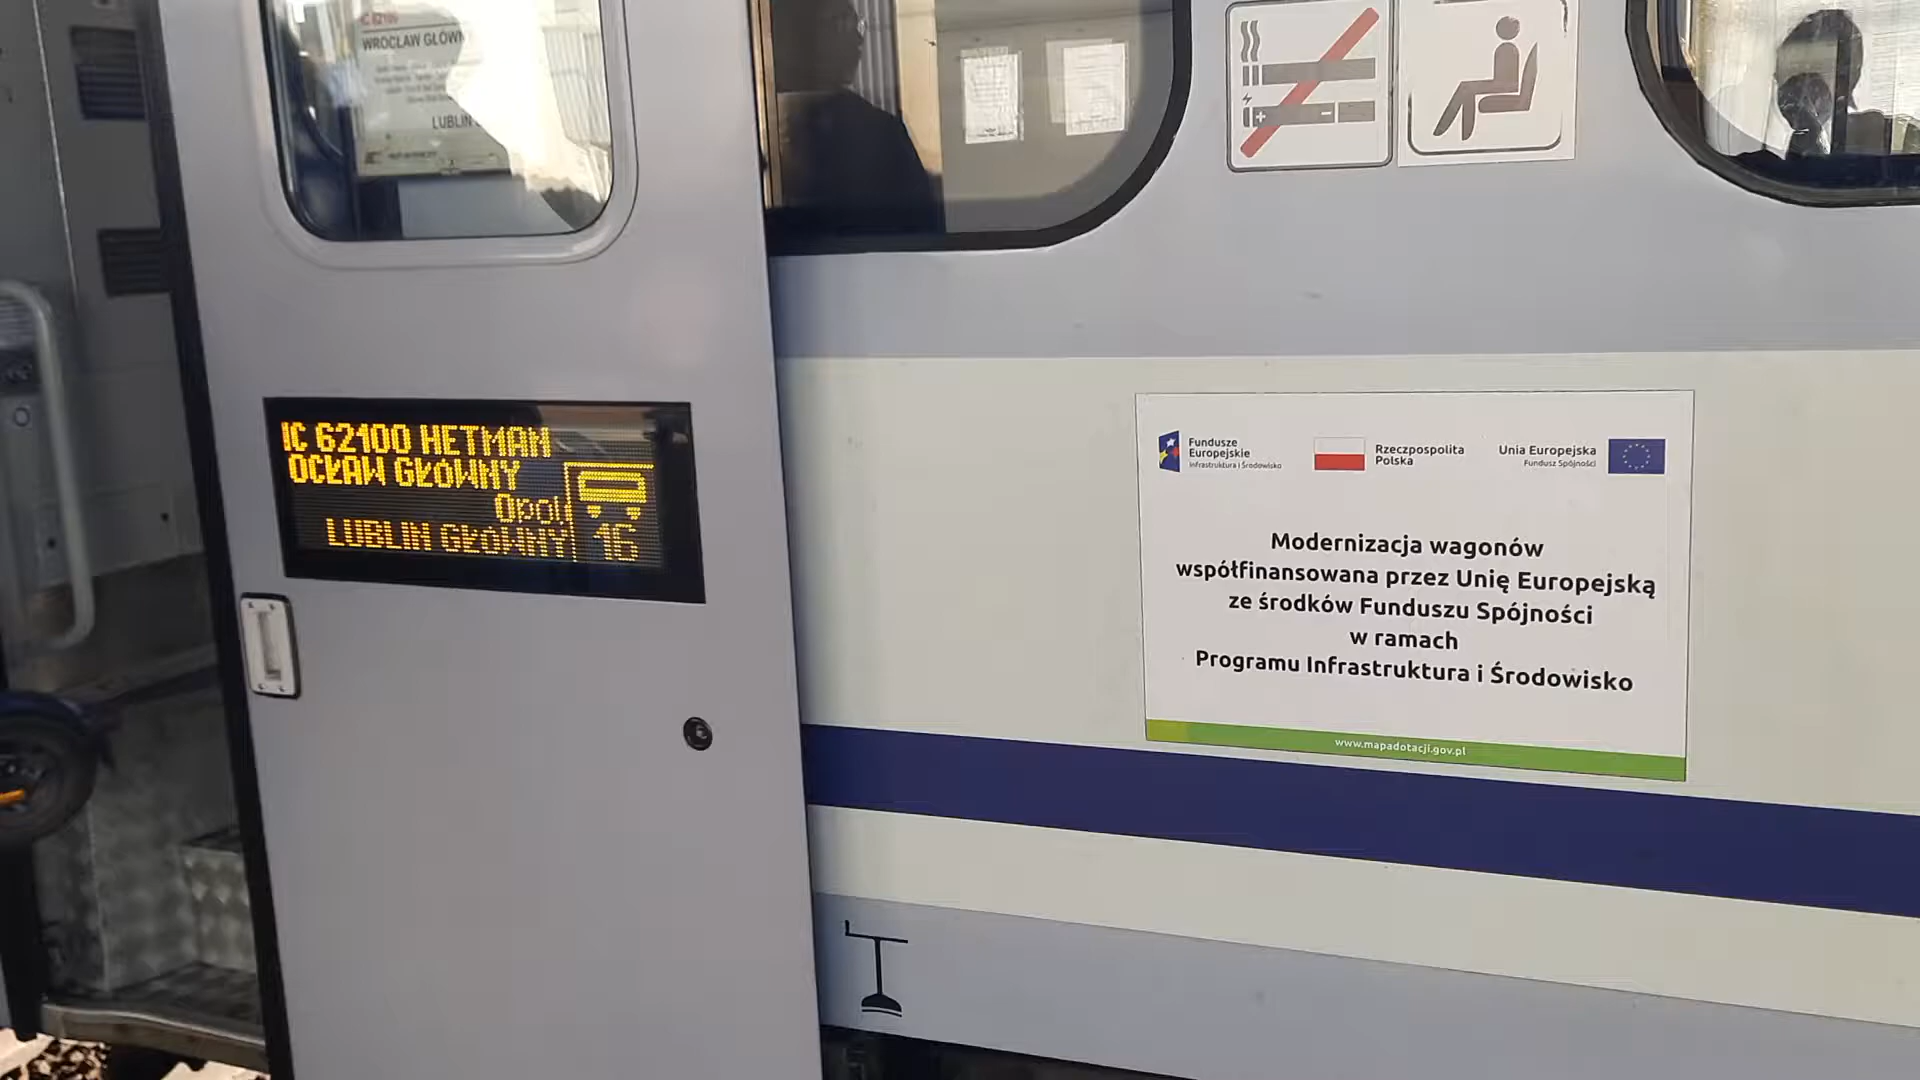 WROCŁAW GŁÓWN
LUBLIN
IC 62100 HETMAN
OCŁAW GŁÓWNY
Opol
LUBLIN GŁÓWNY
16
Fundusze
Europejskie
Infrastruktura i Środowisko
Rzeczpospolita
Polska
Unia Europejska
Fundusz Spójności
Modernizacja wagonów
współfinansowana przez Unię Europejską
ze środków Funduszu Spójności
w ramach
Programu Infrastruktura i Środowisko
www.mapadotacji.gov.pl